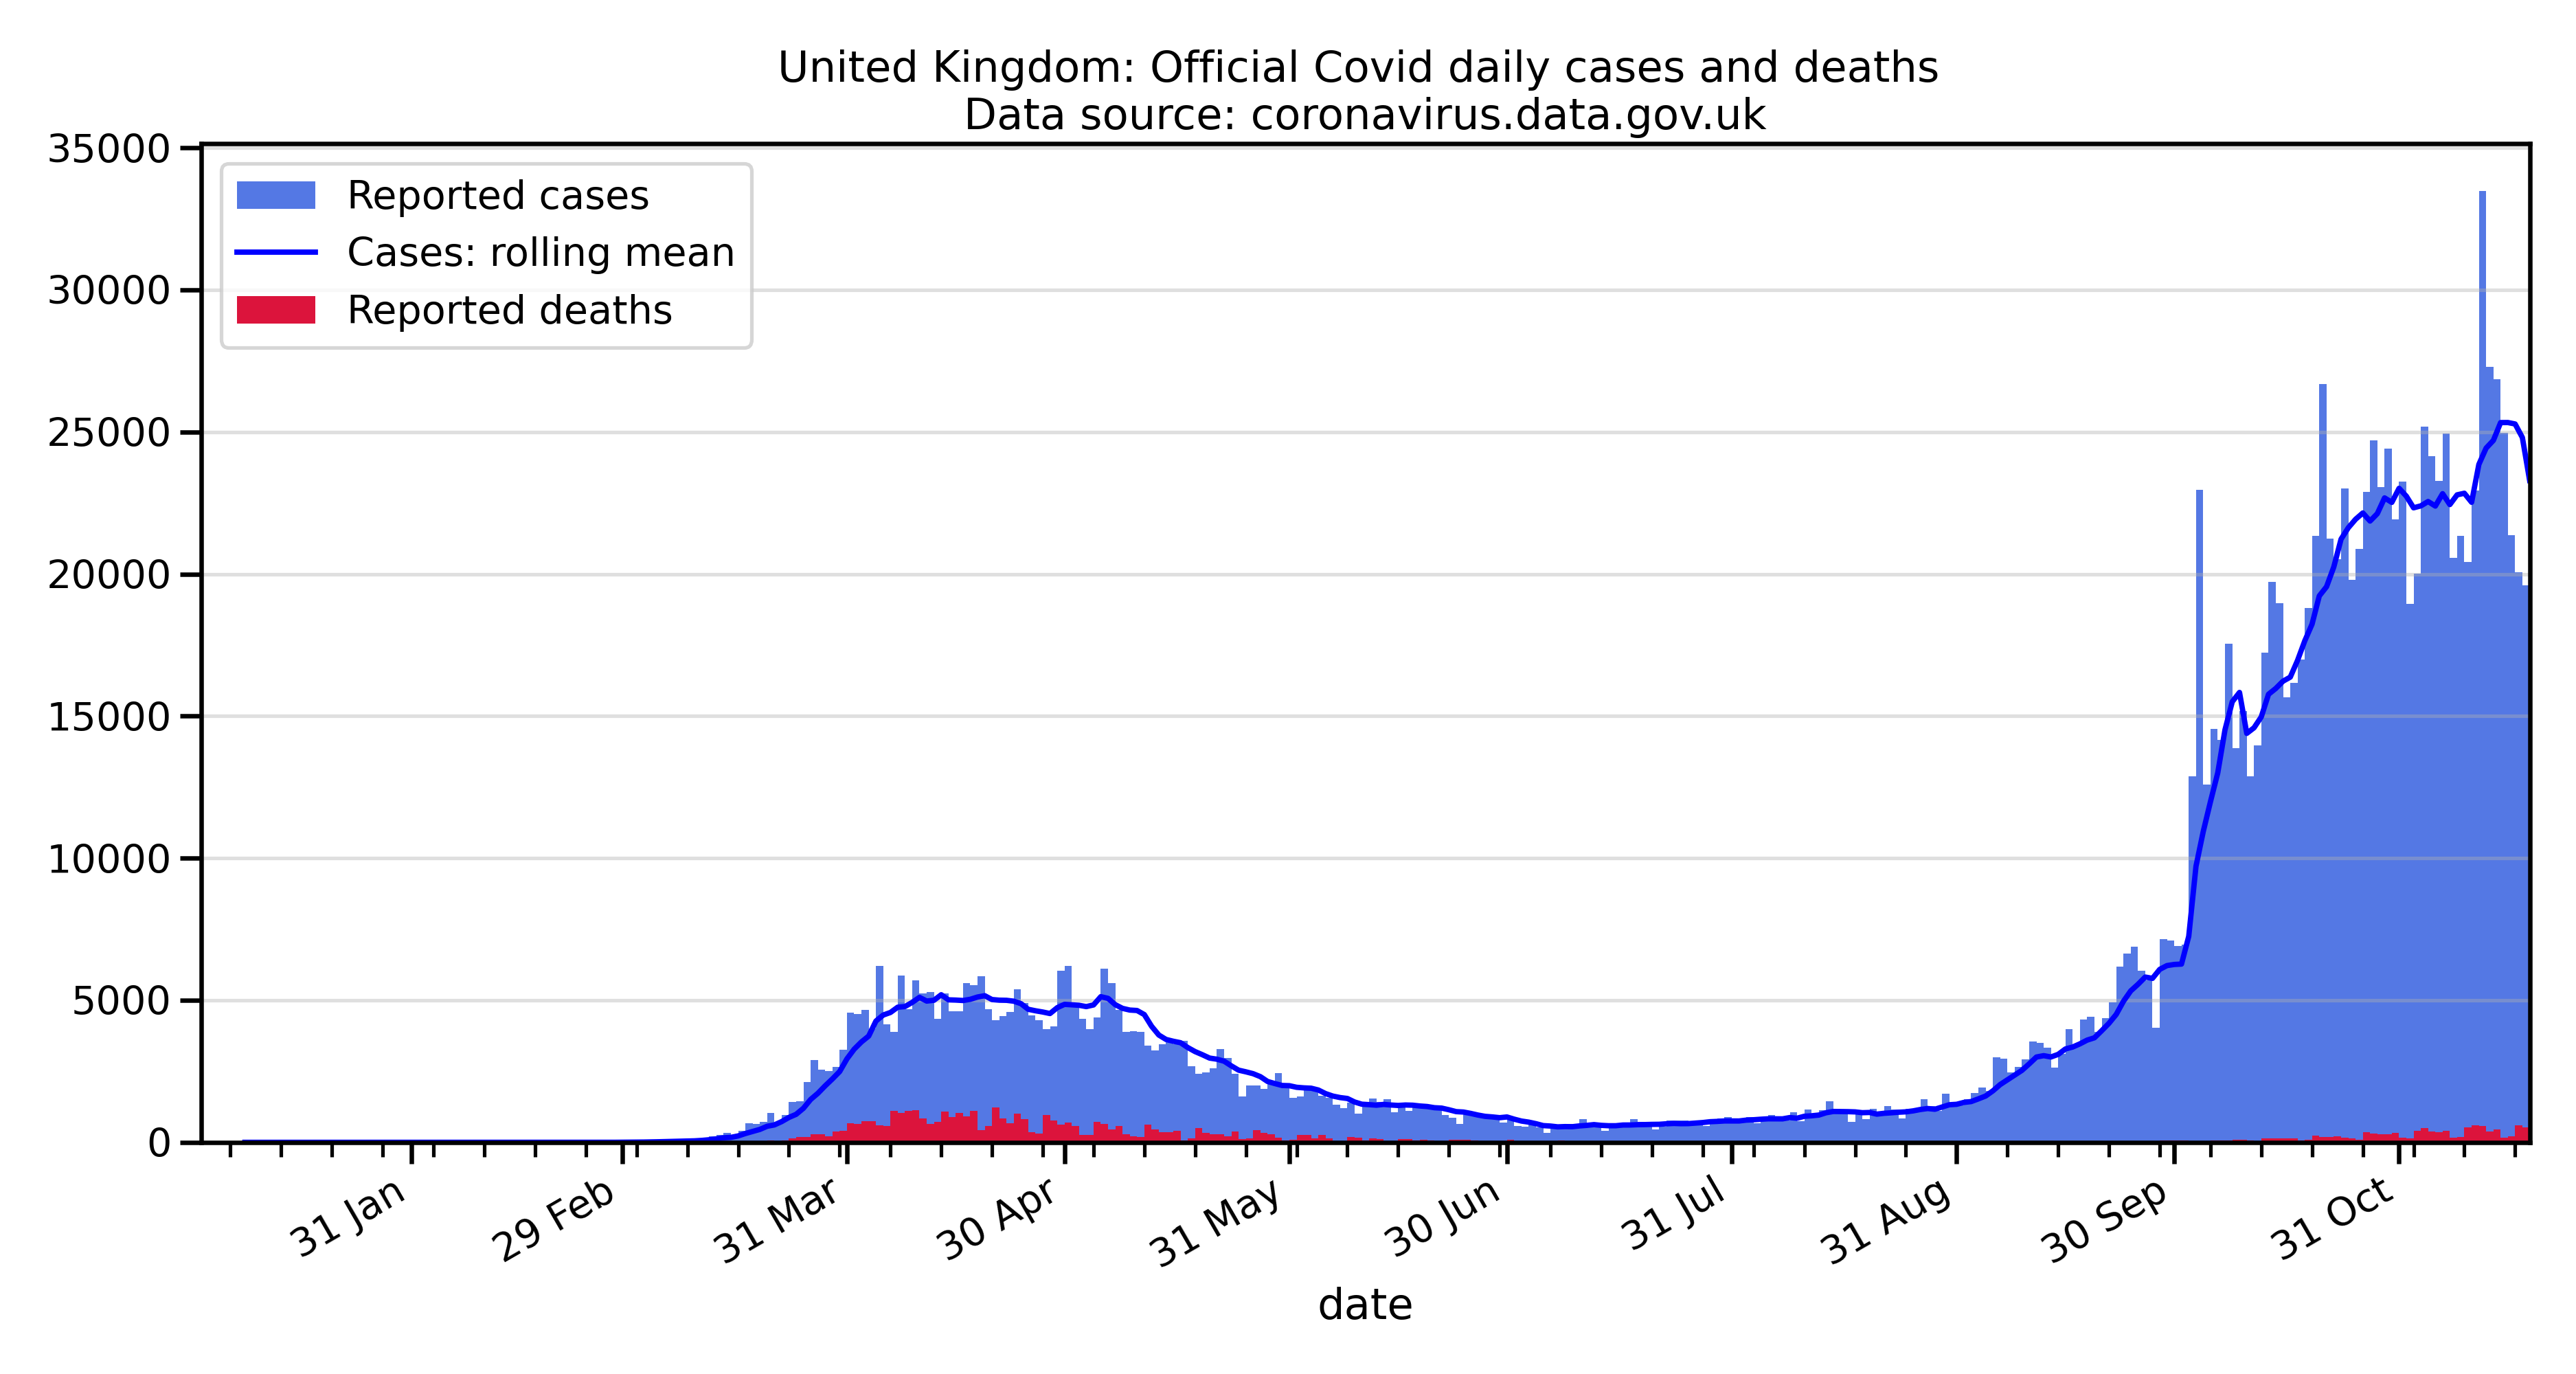 United Kingdom: Official Covid daily cases and deaths
Data source: coronavirus.data.gov.uk
35000
30000
25000
20000
15000
10000
5000
0
Reported cases
Cases: rolling mean
Reported deaths
31 Jan
29 Feb
31 Mar
30 Apr
31 May
30 Jun
31 Jul
31 Aug
30 Sep
31 Oct
date